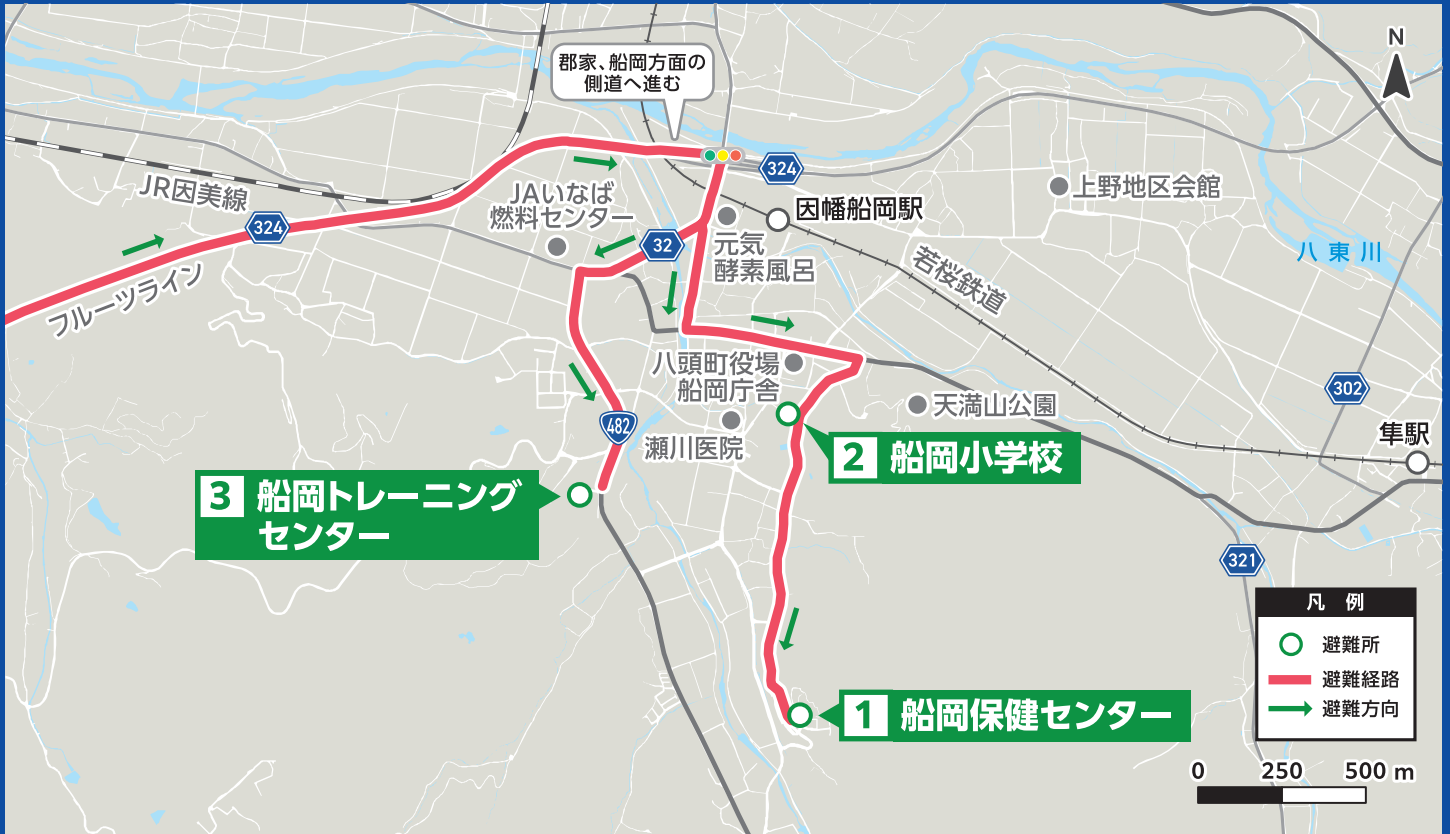 郡家、船岡方面の
側道へ進む
N
324
JR因美線
JAいなば
燃料センター
因幡船岡駅
上野地区会館
324
32
元気
酵素風呂
八東川
フルーツライン
若桜鉄道
八頭町役場
船岡庁舎
302
天満山公園
482
瀬川医院
隼駅
2 船岡小学校
3 船岡トレーニング
センター
321
凡 例
避難所
避難経路
避難方向
1 船岡保健センター
0 250 500 m